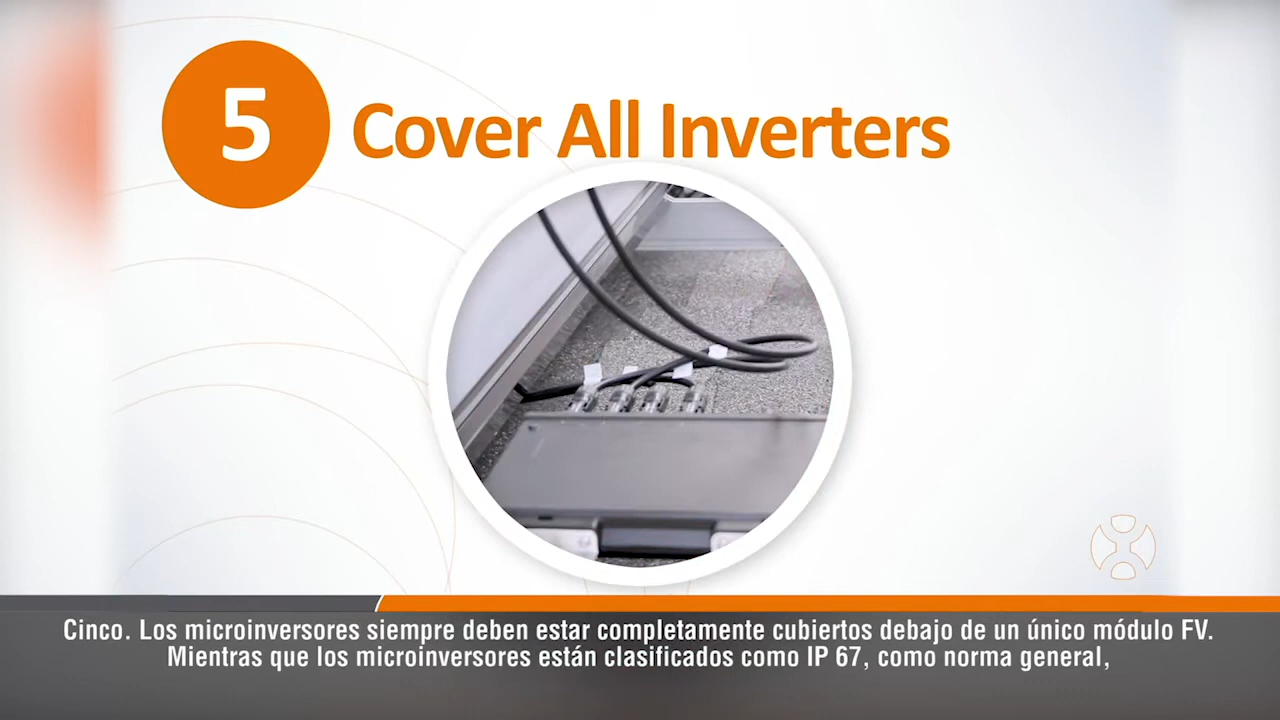 5
Cover All Inverters
Cinco. Los microinversores siempre deben estar completamente cubiertos debajo de un único módulo FV.
Mientras que los microinversores están clasificados como IP 67, como norma general,